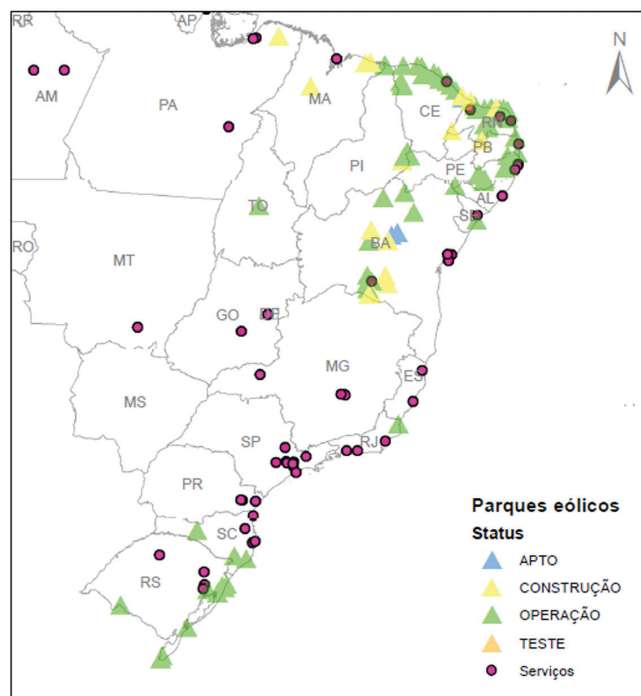 RR
AP
N
AM
PA
MA
CE
RN
PB
PI
PE
AL
TO
SE
RO
BA
MT
GO
DF
MG
ES
MS
SP
RJ
PR
SC
RS
Parques eólicos
Status
APTO
CONSTRUÇÃO
OPERAÇÃO
TESTE
Serviços